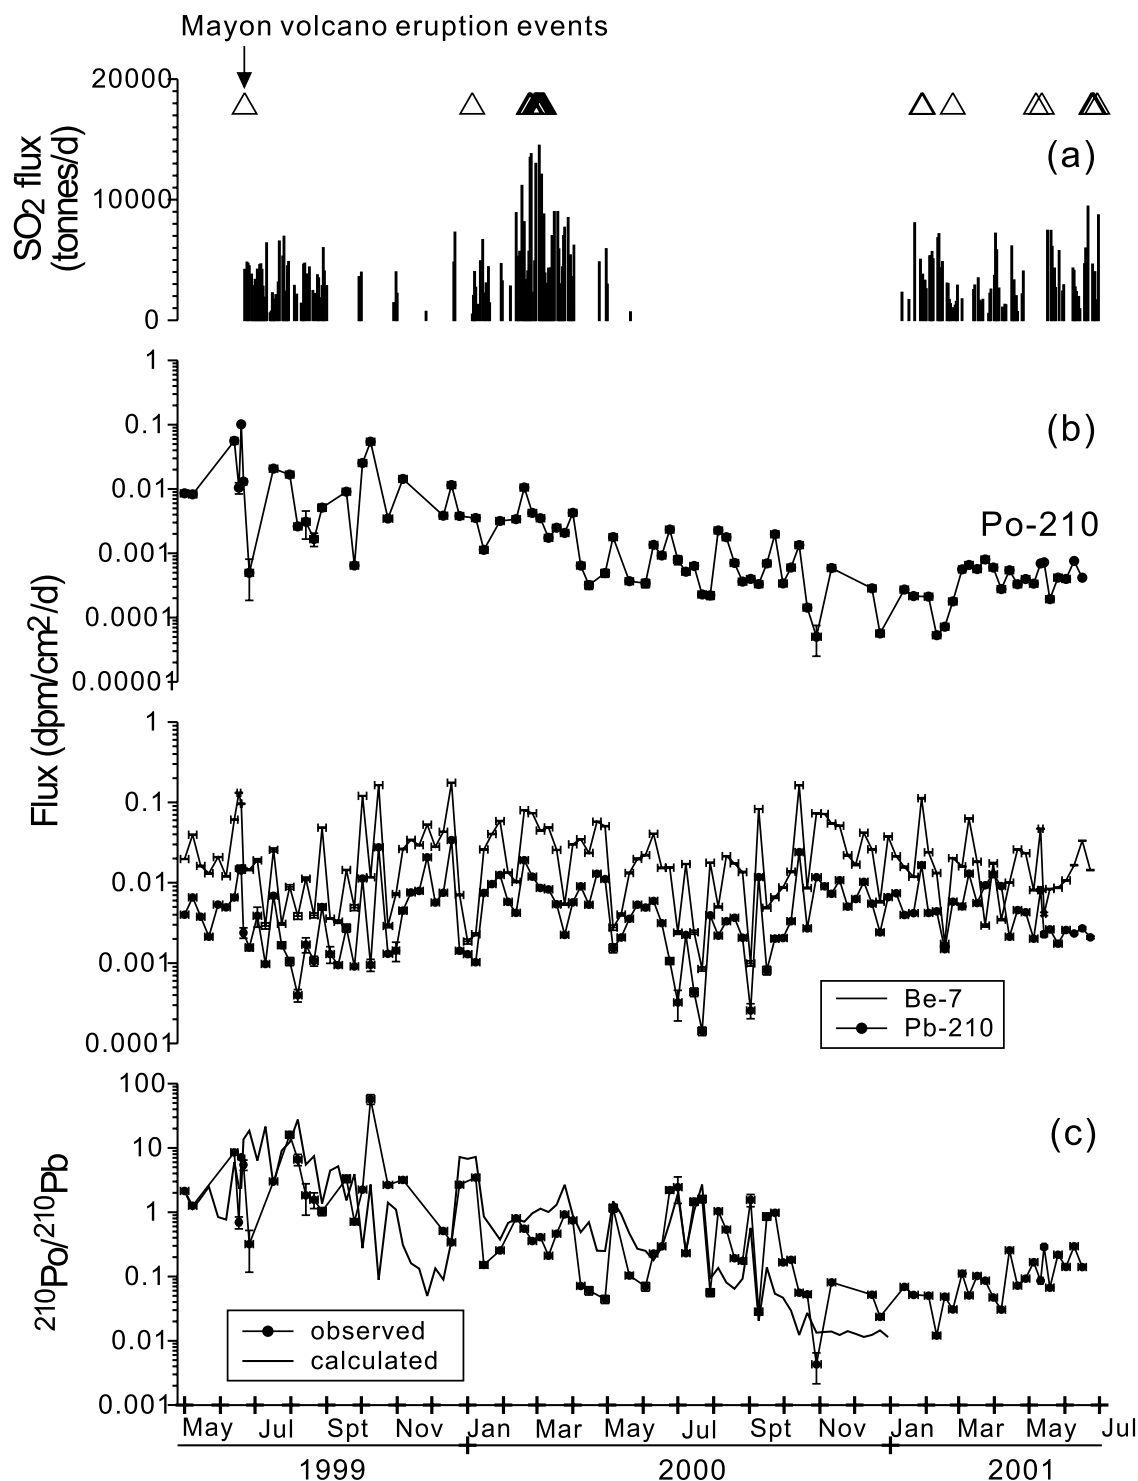 Mayon volcano eruption events
20000
10000
0
SO2 flux
(tonnes/d)
(a)
1
0.1
0.01
0.001
0.0001
0.00001
(b)
Po-210
Flux (dpm/cm²/d)
1
0.1
0.01
0.001
0.0001
Be-7
Pb-210
100
10
1
0.1
0.01
0.001
(c)
²¹⁰Po/²¹⁰Pb
observed
calculated
May Jul Spt Nov Jan Mar May Jul Spt Nov Jan Mar May Jul
1999 2000 2001